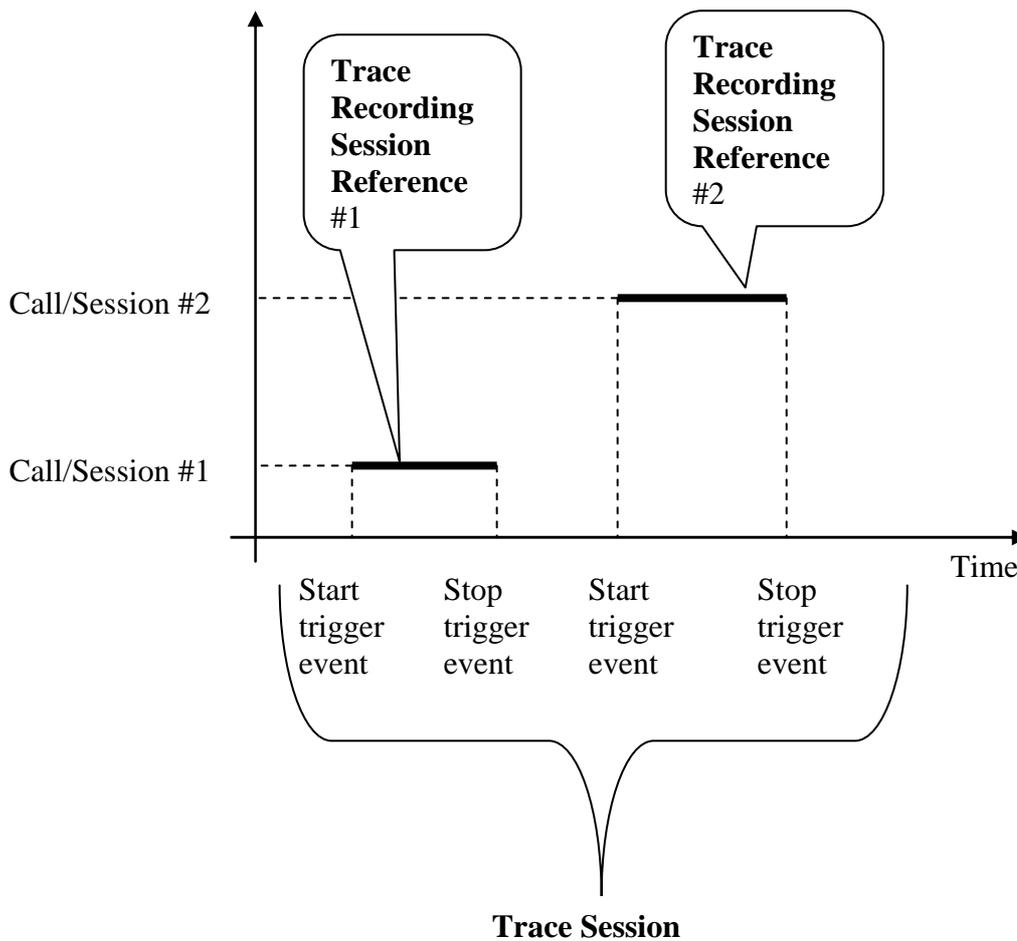 Trace
Recording
Session
Reference
#1
Trace
Recording
Session
Reference
#2
Call/Session #2
Call/Session #1
Time
Start
trigger
event
Stop
trigger
event
Start
trigger
event
Stop
trigger
event
Trace Session